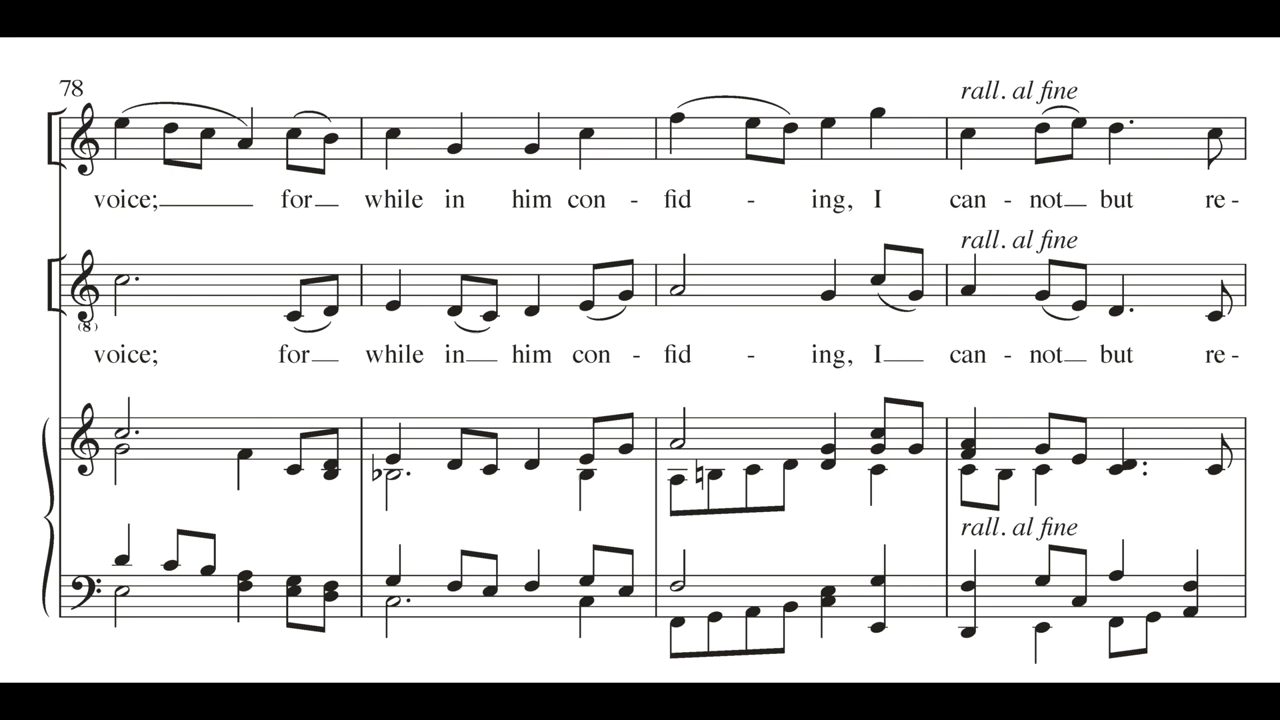 78
rall. al fine
voice; for while in him con - fid - ing, I can - not but re -
rall. al fine
(8)
voice; for while in him con - fid - ing, I can - not but re -
rall. al fine